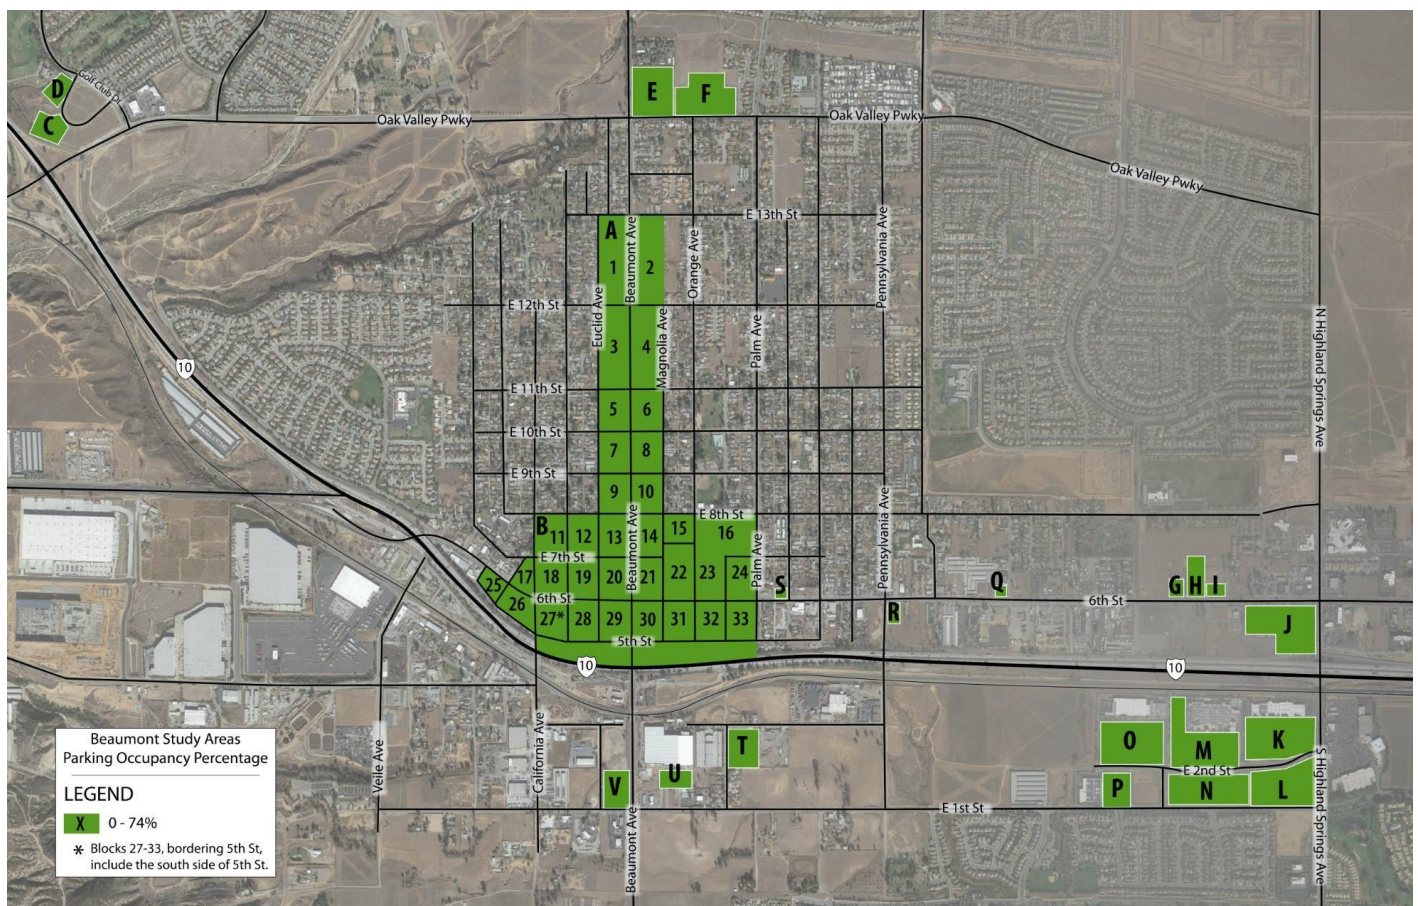 D
Golf Club Dr.
C
E
F
Oak Valley Pwky
Oak Valley Pwky
Oak Valley Pwky
E 13th St
A
1
2
Euclid Ave
Beaumont Ave
Magnolia Ave
Orange Ave
Palm Ave
Pennsylvania Ave
N Highland Springs Ave
E 12th St
3
4
10
E 11th St
5
6
E 10th St
7
8
E 9th St
9
10
E 8th St
B
11
12
13
14
15
16
E 7th St
Beaumont Ave
Palm Ave
Pennsylvania Ave
25
17
18
19
20
21
22
23
24
S
Q
G
H
I
26
6th St
6th St
27*
28
29
30
31
32
33
R
J
5th St
10
10
Veile Ave
California Ave
Beaumont Ave
V
U
T
O
M
K
E 2nd St
P
N
L
E 1st St
S Highland Springs Ave
Beaumont Study Areas
Parking Occupancy Percentage
LEGEND
X 0 - 74%
* Blocks 27-33, bordering 5th St,
include the south side of 5th St.